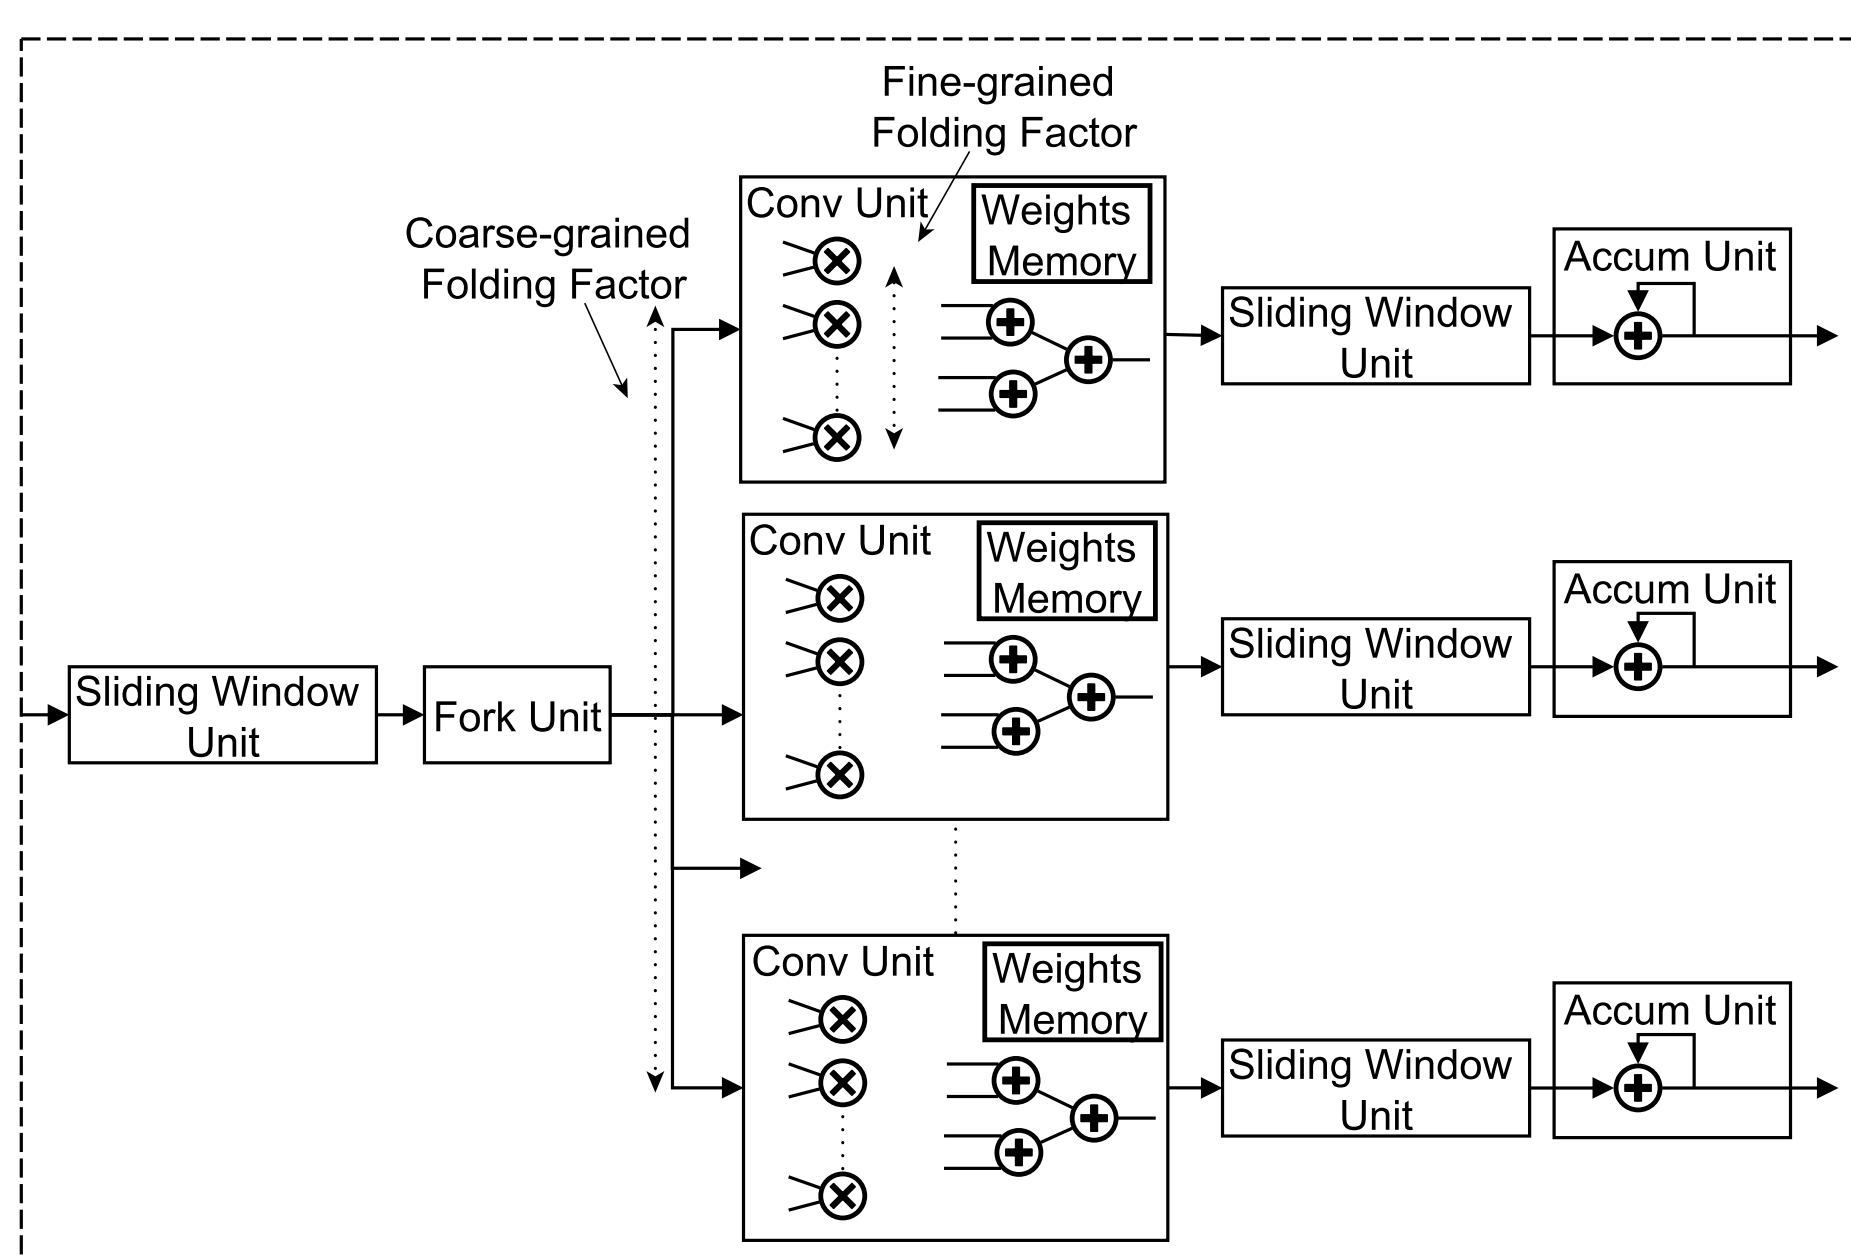 Fine-grained
Folding Factor
Coarse-grained
Folding Factor
Conv Unit
Weights
Memory
Sliding Window
Unit
Accum Unit
Conv Unit
Weights
Memory
Sliding Window
Unit
Accum Unit
Sliding Window
Unit
Fork Unit
Conv Unit
Weights
Memory
Sliding Window
Unit
Accum Unit